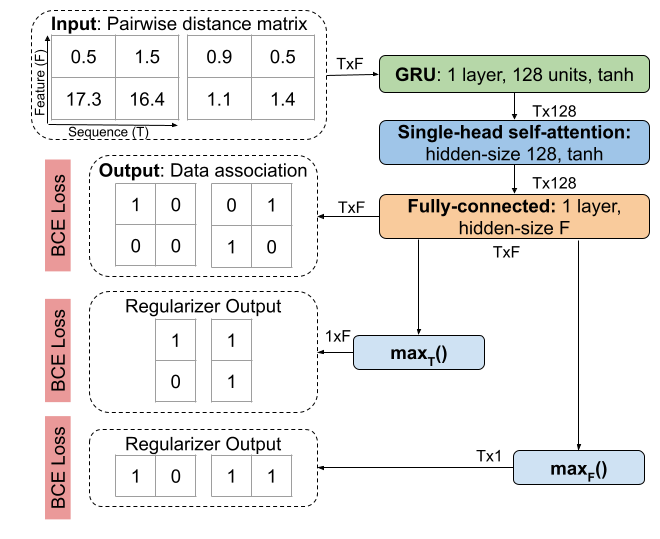 Input: Pairwise distance matrix
Feature (F)
0.5 1.5 0.9 0.5
17.3 16.4 1.1 1.4
Sequence (T)
TxF
GRU: 1 layer, 128 units, tanh
Tx128
Single-head self-attention:
hidden-size 128, tanh
Tx128
Fully-connected: 1 layer,
hidden-size F
TxF
TxF
BCE Loss
Output: Data association
1 0 0 1
0 0 1 0
BCE Loss
Regularizer Output
1 1
0 1
1xF
maxT()
BCE Loss
Regularizer Output
1 0 1 1
Tx1
maxF()